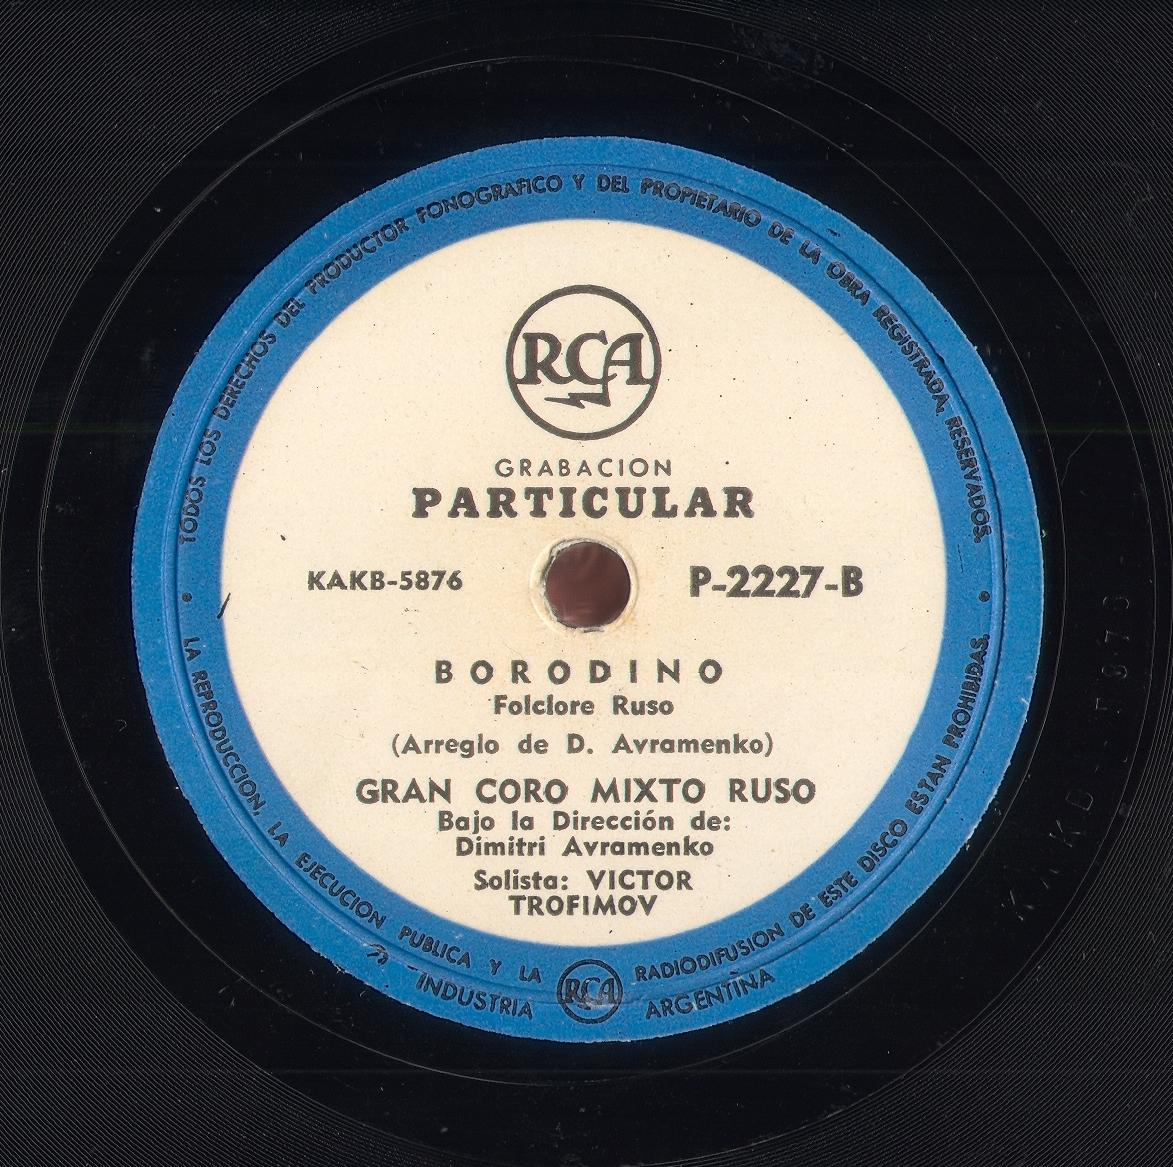 TODOS LOS DERECHOS DEL PRODUCTOR FONOGRAFICO Y DEL PROPIETARIO DE LA OBRA REGISTRADA, RESERVADOS.
RCA
GRABACION
PARTICULAR
KAKB-5876
P-2227-B
BORODINO
Folclore Ruso
(Arreglo de D. Avramenko)
GRAN CORO MIXTO RUSO
Bajo la Dirección de:
Dimitri Avramenko
Solista: VICTOR
TROFIMOV
LA REPRODUCCION, LA EJECUCION PUBLICA Y LA RADIODIFUSION DE ESTE DISCO ESTAN PROHIBIDAS.
INDUSTRIA RCA ARGENTINA
KAKB-5876